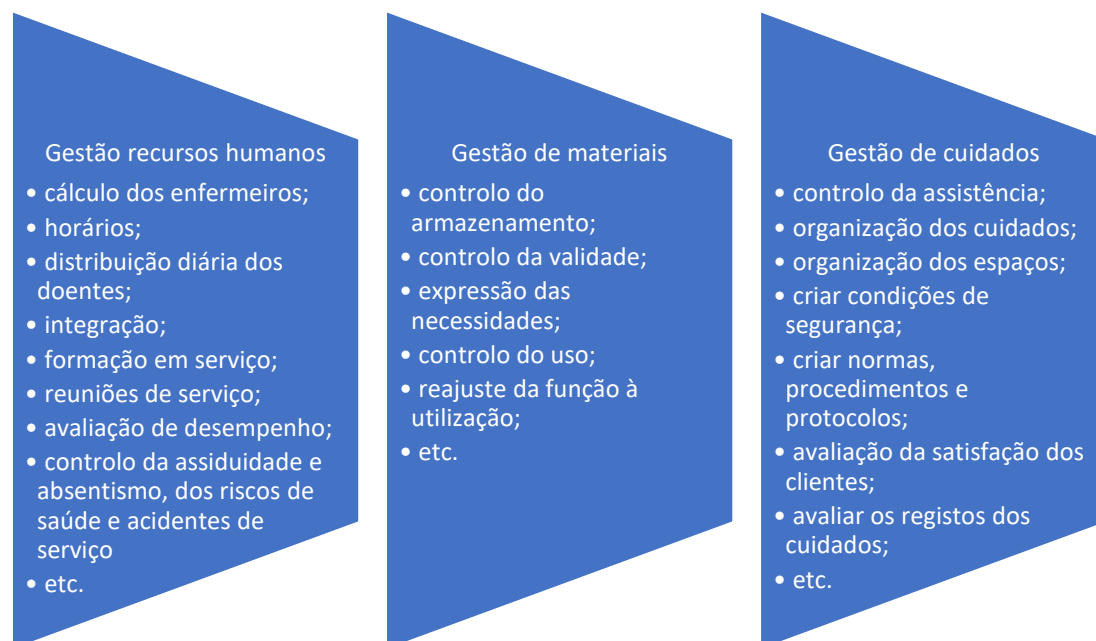 Gestão recursos humanos
• cálculo dos enfermeiros;
• horários;
• distribuição diária dos
doentes;
• integração;
• formação em serviço;
• reuniões de serviço;
• avaliação de desempenho;
• controlo da assiduidade e
absentismo, dos riscos de
saúde e acidentes de
serviço
• etc.
Gestão de materiais
• controlo do
armazenamento;
• controlo da validade;
• expressão das
necessidades;
• controlo do uso;
• reajuste da função à
utilização;
• etc.
Gestão de cuidados
• controlo da assistência;
• organização dos cuidados;
• organização dos espaços;
• criar condições de
segurança;
• criar normas,
procedimentos e
protocolos;
• avaliação da satisfação dos
clientes;
• avaliar os registos dos
cuidados;
• etc.